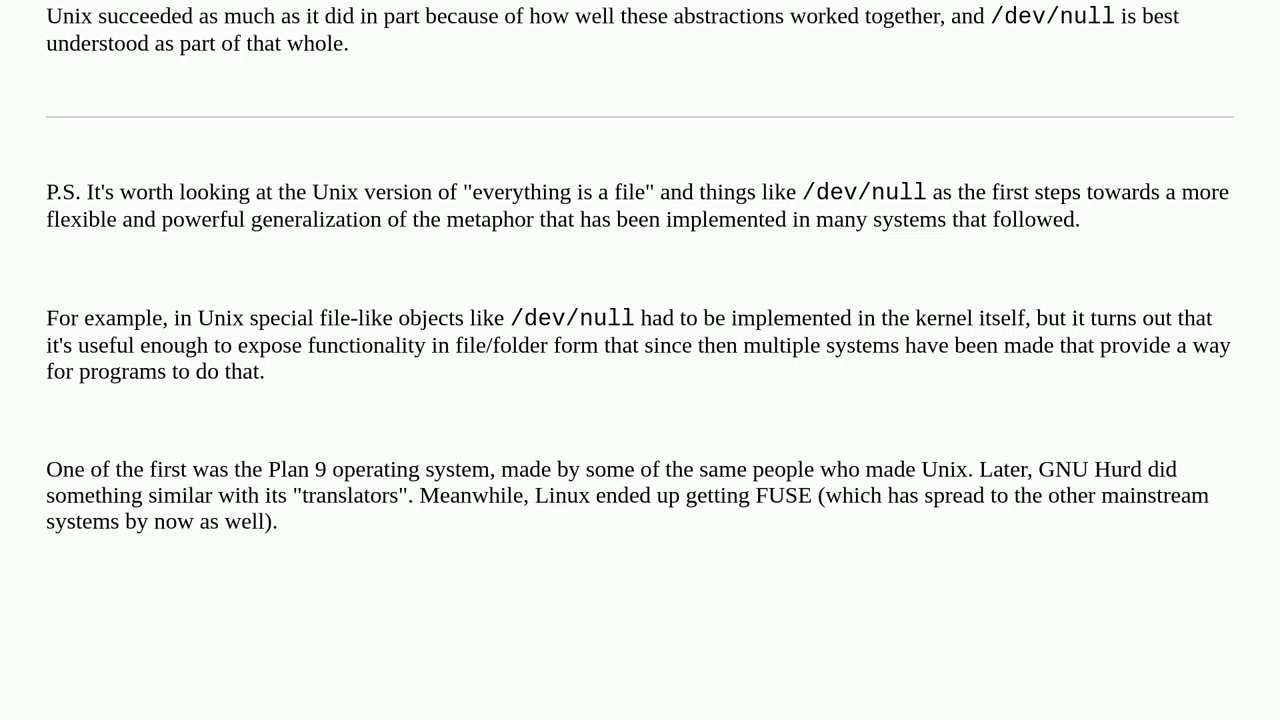 Unix succeeded as much as it did in part because of how well these abstractions worked together, and /dev/null is best
understood as part of that whole.
P.S. It's worth looking at the Unix version of "everything is a file" and things like /dev/null as the first steps towards a more
flexible and powerful generalization of the metaphor that has been implemented in many systems that followed.
For example, in Unix special file-like objects like /dev/null had to be implemented in the kernel itself, but it turns out that
it's useful enough to expose functionality in file/folder form that since then multiple systems have been made that provide a way
for programs to do that.
One of the first was the Plan 9 operating system, made by some of the same people who made Unix. Later, GNU Hurd did
something similar with its "translators". Meanwhile, Linux ended up getting FUSE (which has spread to the other mainstream
systems by now as well).